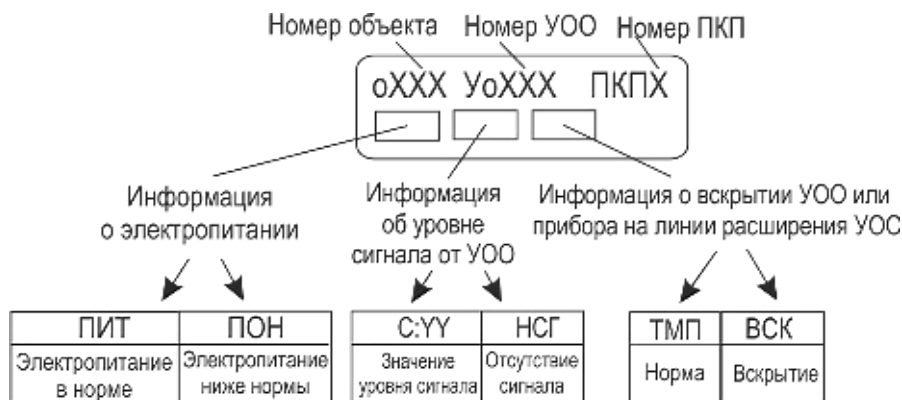 Номер объекта Номер УОО Номер ПКП
оХХХ УоХХХ ПКПХ
Информация о электропитании
Информация об уровне сигнала от УОО
Информация о вскрытии УОО или прибора на линии расширения УОС
ПИТ ПОН С:YY НСГ ТМП ВСК
Электропитание в норме
Электропитание ниже нормы
Значение уровня сигнала
Отсутствие сигнала
Норма
Вскрытие